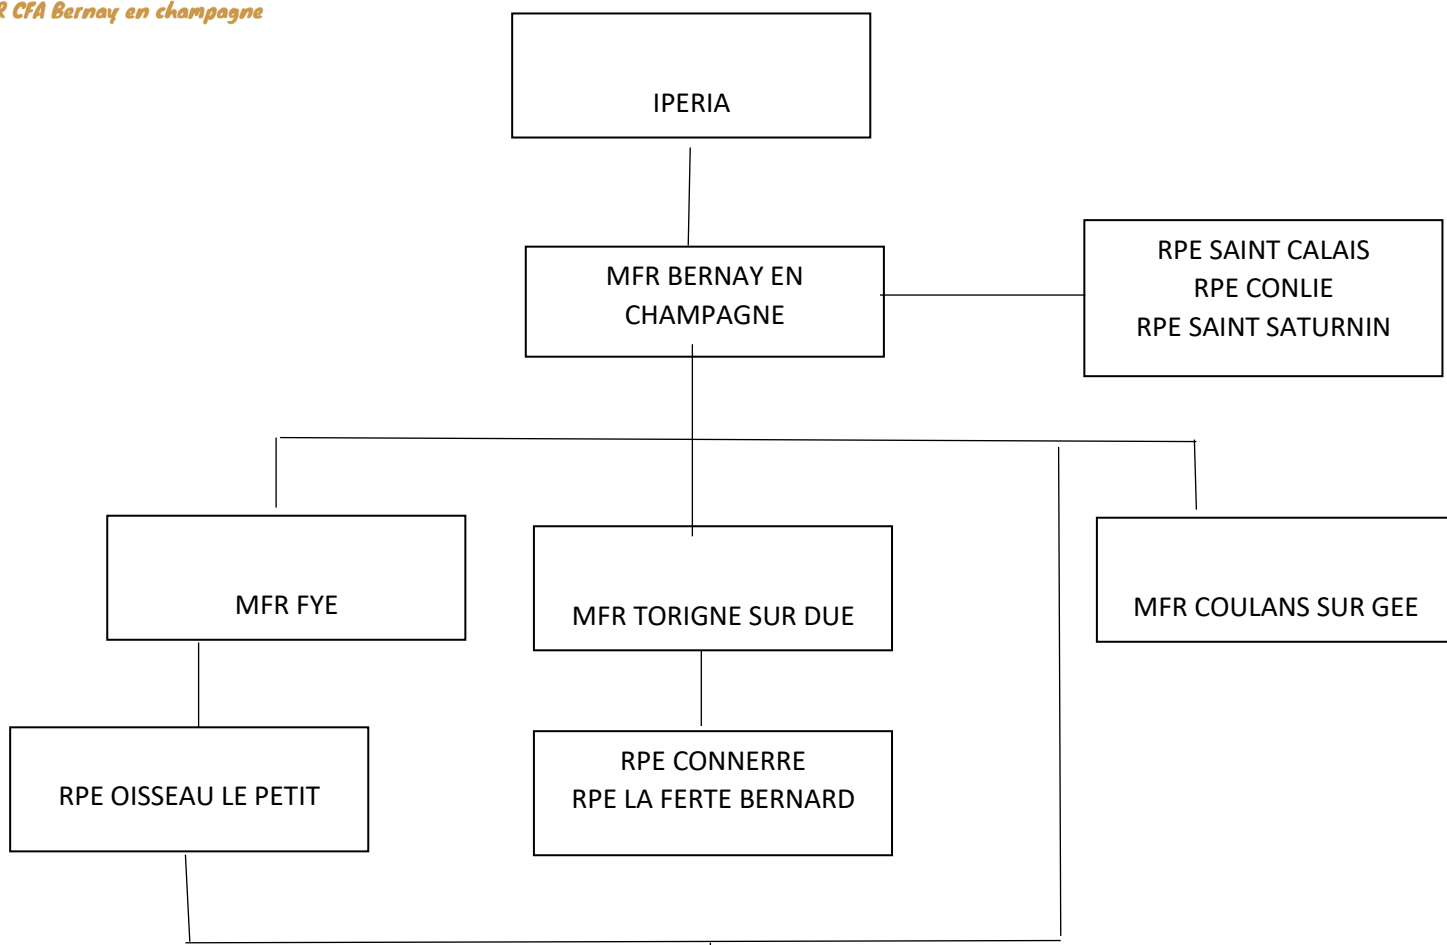 CFA Bernay en champagne
IPERIA
MFR BERNAY EN
CHAMPAGNE
RPE SAINT CALAIS
RPE CONLIE
RPE SAINT SATURNIN
MFR FYE
MFR TORIGNE SUR DUE
MFR COULANS SUR GEE
RPE OISSEAU LE PETIT
RPE CONNERRE
RPE LA FERTE BERNARD